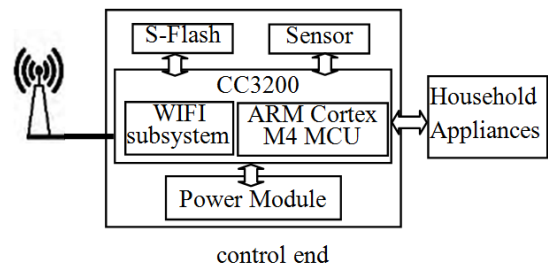 S-Flash
Sensor
CC3200
WIFI
subsystem
ARM Cortex
M4 MCU
Household
Appliances
Power Module
control end